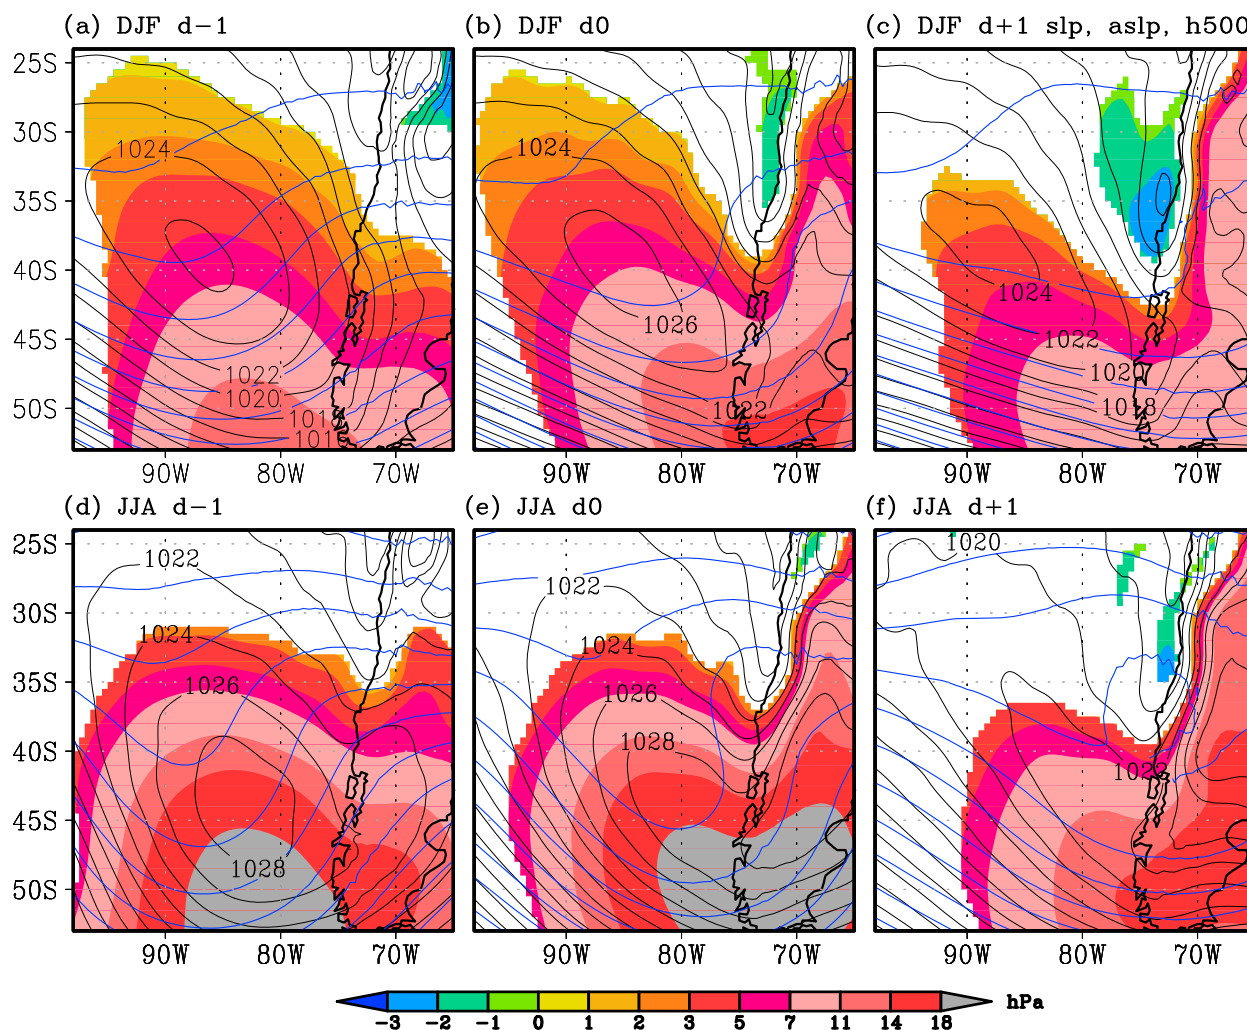 (a) DJF d−1
(b) DJF d0
(c) DJF d+1 slp, aslp, h500
25S
30S
35S
40S
45S
50S
1024
1022
1020
1024
1026
1022
1024
1022
1018
90W 80W 70W
90W 80W 70W
90W 80W 70W
(d) JJA d−1
(e) JJA d0
(f) JJA d+1
25S
30S
35S
40S
45S
50S
1022
1024
1026
1028
1022
1024
1026
1028
1020
1022
90W 80W 70W
90W 80W 70W
90W 80W 70W
−3 −2 −1 0 1 2 3 5 7 11 14 18
hPa